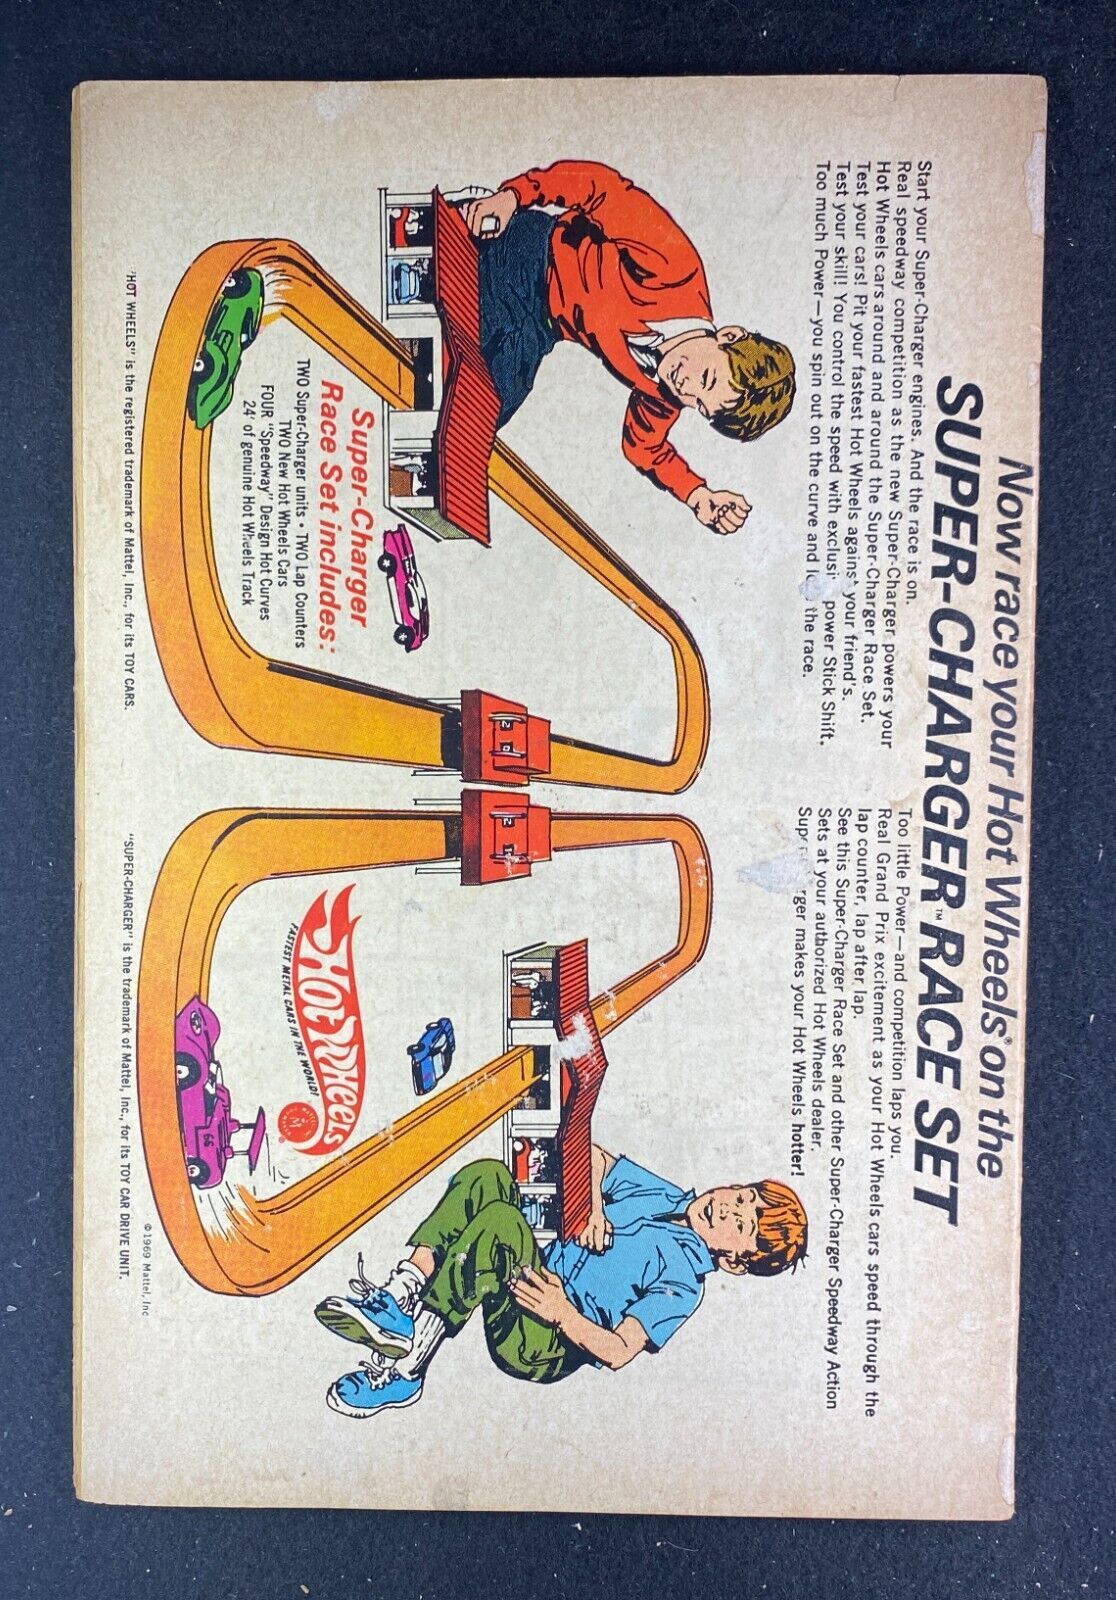 Now race your Hot Wheels® on the
SUPER-CHARGER™ RACE SET
Start your Super-Charger engines. And the race is on.
Real speedway competition as the new Super-Charger powers your
Hot Wheels cars around and around the Super-Charger Race Set.
Test your cars! Pit your fastest Hot Wheels against your friend's.
Test your skill! You control the speed with exclusi power Stick Shift.
Too much Power—you spin out on the curve and the race.
Too little Power—and competition laps you.
Real Grand Prix excitement as your Hot Wheels cars speed through the
lap counter, lap after lap.
See this Super-Charger Race Set and other Super-Charger Speedway Action
Sets at your authorized Hot Wheels dealer.
makes your Hot Wheels hotter!
Super-Charger
Race Set includes:
TWO Super-Charger units • TWO Lap Counters
TWO New Hot Wheels Cars
FOUR "Speedway" Design Hot Curves
24' of genuine Hot Wheels Track
2 0
1 2
HOT WHEELS
FASTEST METAL CARS IN THE WORLD!
66
©1969 Mattel, Inc
"HOT WHEELS" is the registered trademark of Mattel, Inc., for its TOY CARS.
"SUPER-CHARGER" is the trademark of Mattel, Inc., for its TOY CAR DRIVE UNIT.